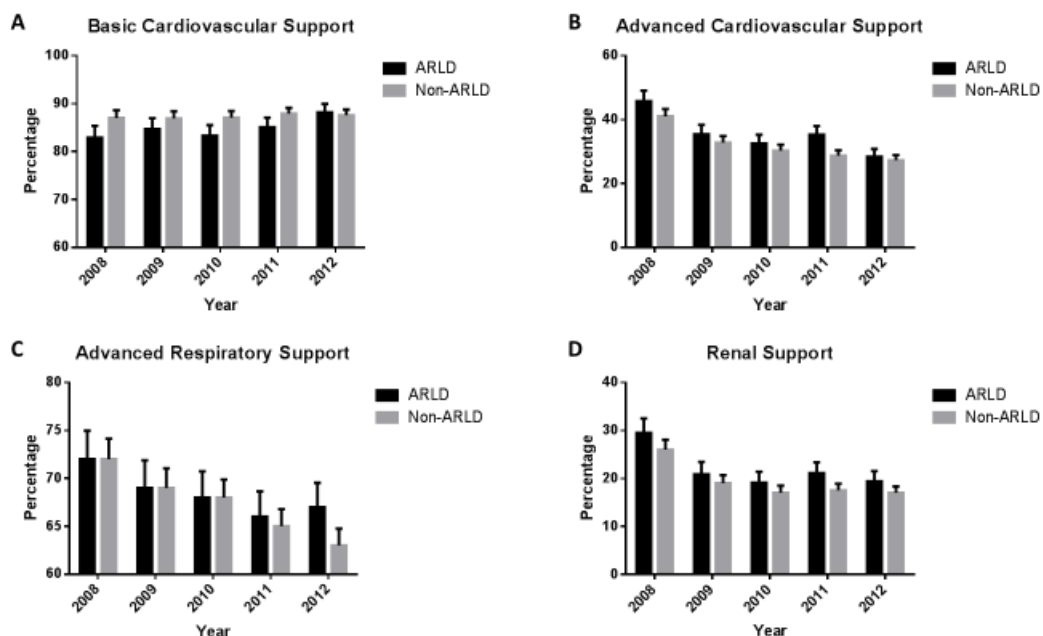 A Basic Cardiovascular Support
100
90
80
70
60
Percentage
2008 2009 2010 2011 2012
Year
ARLD
Non-ARLD
B Advanced Cardiovascular Support
60
40
20
0
Percentage
2008 2009 2010 2011 2012
Year
ARLD
Non-ARLD
C Advanced Respiratory Support
80
75
70
65
60
Percentage
2008 2009 2010 2011 2012
Year
ARLD
Non-ARLD
D Renal Support
40
30
20
10
0
Percentage
2008 2009 2010 2011 2012
Year
ARLD
Non-ARLD